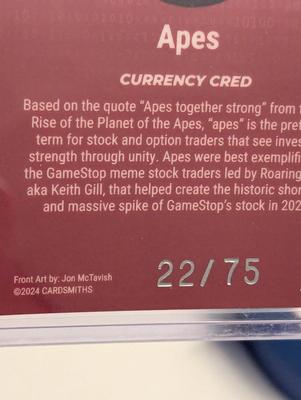 Apes
CURRENCY CRED
Based on the quote "Apes together strong" from
Rise of the Planet of the Apes, "apes" is the
term for stock and option traders that see
strength through unity. Apes were best
the GameStop meme stock traders led by Roaring
aka Keith Gill, that helped create the historic
and massive spike of GameStop's stock in
Front Art by: Jon McTavish
©2024 CARDSMITHS
22/75